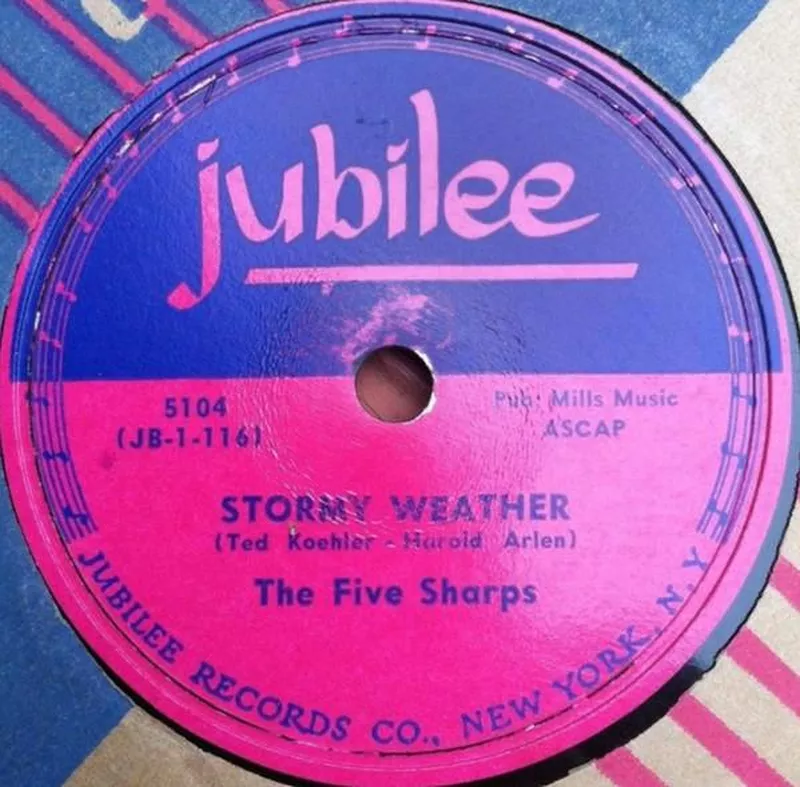 jubilee
5104
(JB-1-116)
Pub: Mills Music
ASCAP
STORMY WEATHER
(Ted Koehler - Harold Arlen)
The Five Sharps
JUBILEE RECORDS CO., NEW YORK, N.Y